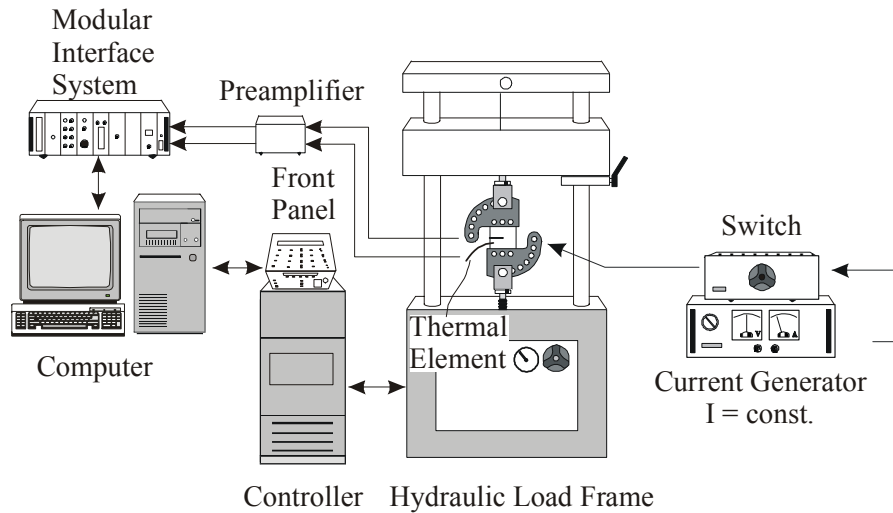 Modular
Interface
System
Preamplifier
Front
Panel
Switch
Thermal
Element
V
A
Computer
Current Generator
I = const.
Controller
Hydraulic Load Frame